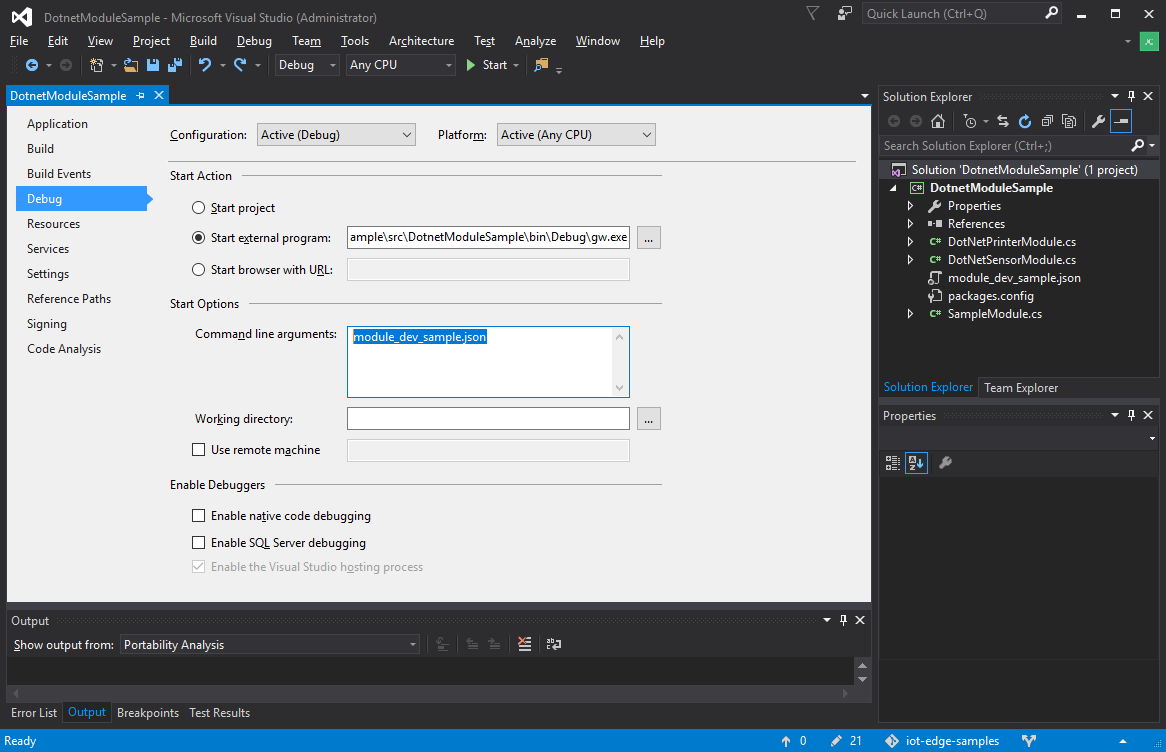 DotnetModuleSample - Microsoft Visual Studio (Administrator)
Quick Launch (Ctrl+Q)
File Edit View Project Build Debug Team Tools Architecture Test Analyze Window Help
JC
Debug Any CPU Start
DotnetModuleSample
Application
Build
Build Events
Debug
Resources
Services
Settings
Reference Paths
Signing
Code Analysis
Configuration: Active (Debug) Platform: Active (Any CPU)
Start Action
Start project
Start external program: ample\src\DotnetModuleSample\bin\Debug\gw.exe ...
Start browser with URL:
Start Options
Command line arguments: module_dev_sample.json
Working directory: ...
Use remote machine
Enable Debuggers
Enable native code debugging
Enable SQL Server debugging
Enable the Visual Studio hosting process
Solution Explorer
Search Solution Explorer (Ctrl+;)
Solution 'DotnetModuleSample' (1 project)
C# DotnetModuleSample
Properties
References
C# DotNetPrinterModule.cs
C# DotNetSensorModule.cs
module_dev_sample.json
packages.config
C# SampleModule.cs
Solution Explorer Team Explorer
Properties
Output
Show output from: Portability Analysis
Error List Output Breakpoints Test Results
Ready 0 21 iot-edge-samples